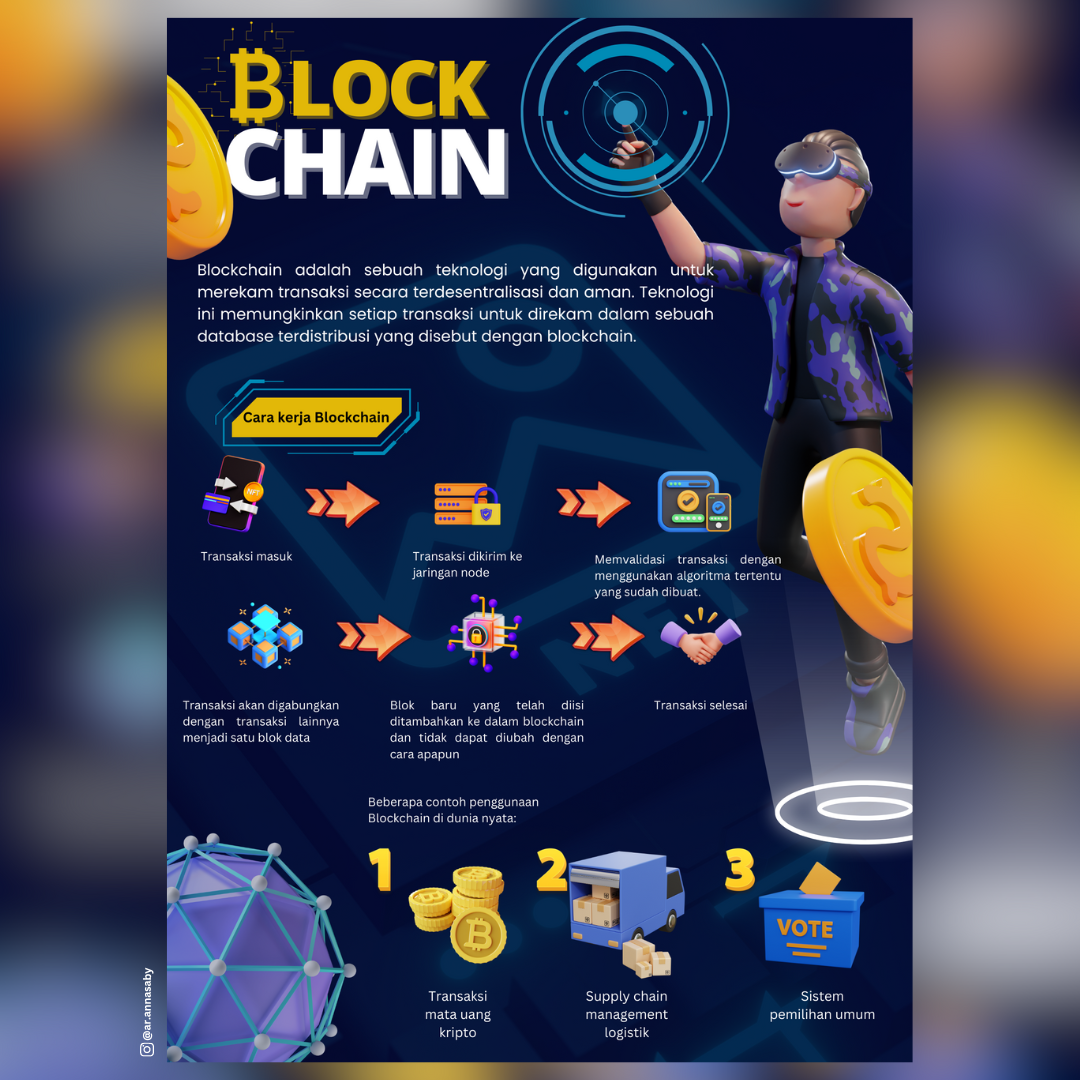 BLOCK
CHAIN
Blockchain adalah sebuah teknologi yang digunakan untuk
merekam transaksi secara terdesentralisasi dan aman. Teknologi
ini memungkinkan setiap transaksi untuk direkam dalam sebuah
database terdistribusi yang disebut dengan blockchain.
Cara kerja Blockchain
Transaksi masuk
Transaksi dikirim ke
jaringan node
Memvalidasi transaksi dengan
menggunakan algoritma tertentu
yang sudah dibuat.
Transaksi akan digabungkan
dengan transaksi lainnya
menjadi satu blok data
Blok baru yang telah diisi
ditambahkan ke dalam blockchain
dan tidak dapat diubah dengan
cara apapun
Transaksi selesai
NFT
Beberapa contoh penggunaan
Blockchain di dunia nyata:
1
Transaksi
mata uang
kripto
2
Supply chain
management
logistik
3
VOTE
Sistem
pemilihan umum
@ar.annasaby